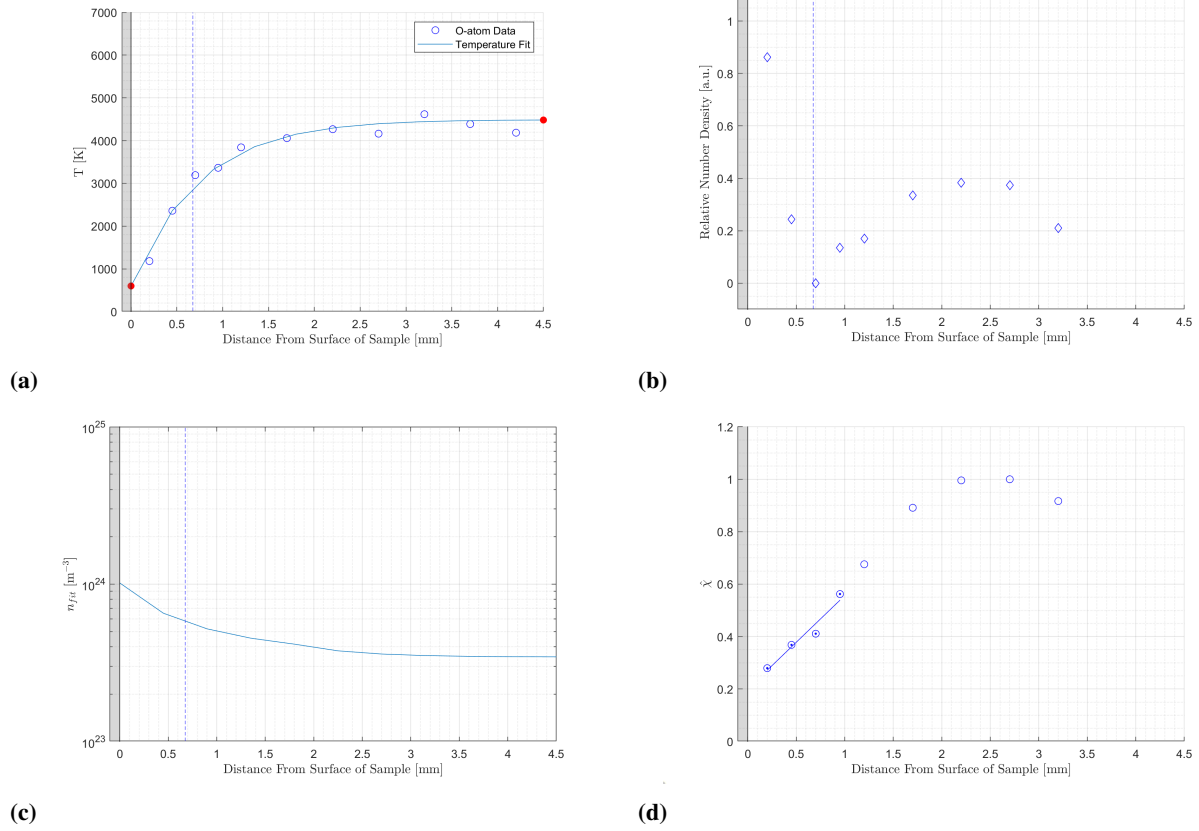 7000
6000
5000
4000
3000
2000
1000
0
T [K]
O-atom Data
Temperature Fit
0 0.5 1 1.5 2 2.5 3 3.5 4 4.5
Distance From Surface of Sample [mm]
(a)
1
0.8
0.6
0.4
0.2
0
Relative Number Density [a.u.]
0 0.5 1 1.5 2 2.5 3 3.5 4 4.5
Distance From Surface of Sample [mm]
(b)
10^25
10^24
10^23
n_fit [m^−3]
0 0.5 1 1.5 2 2.5 3 3.5 4 4.5
Distance From Surface of Sample [mm]
(c)
1.2
1
0.8
0.6
0.4
0.2
0
χ̂
0 0.5 1 1.5 2 2.5 3 3.5 4 4.5
Distance From Surface of Sample [mm]
(d)